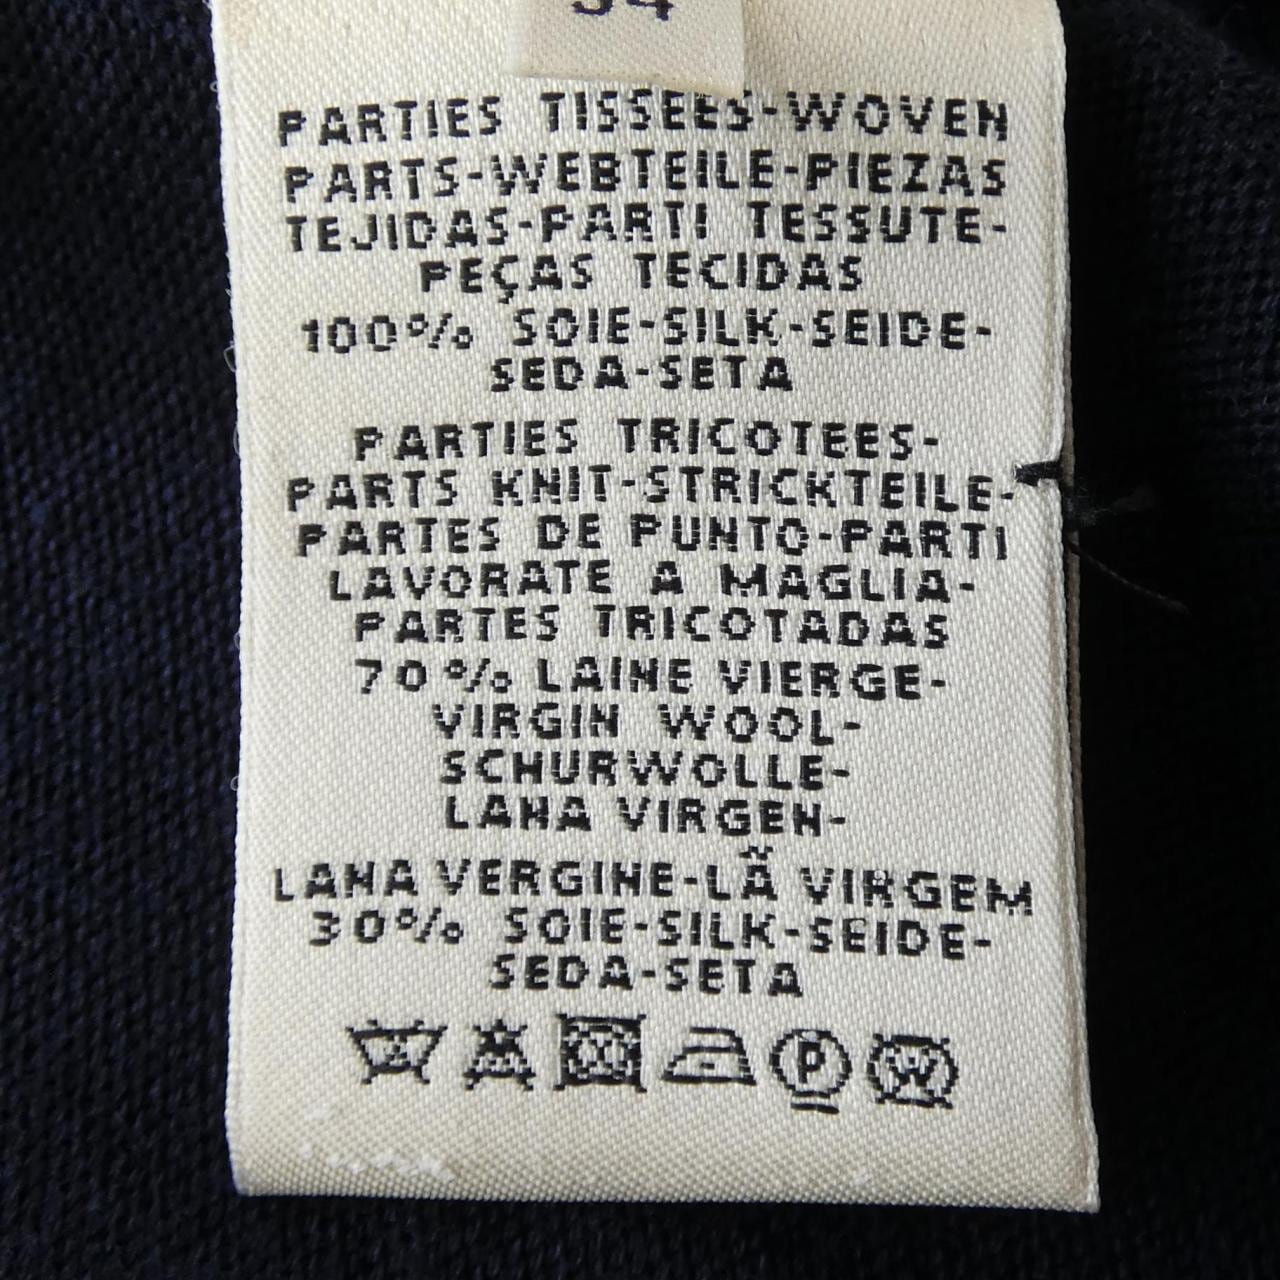 34
PARTIES TISSEES-WOVEN
PARTS-WEBTEILE-PIEZAS
TEJIDAS-PARTI TESSUTE-
PEÇAS TECIDAS
100% SOIE-SILK-SEIDE-
SEDA-SETA
PARTIES TRICOTEES-
PARTS KNIT-STRICKTEILE-
PARTES DE PUNTO-PARTI
LAVORATE A MAGLIA-
PARTES TRICOTADAS
70% LAINE VIERGE-
VIRGIN WOOL-
SCHURWOLLE-
LANA VIRGEN-
LANA VERGINE-LÃ VIRGEM
30% SOIE-SILK-SEIDE-
SEDA-SETA
P W